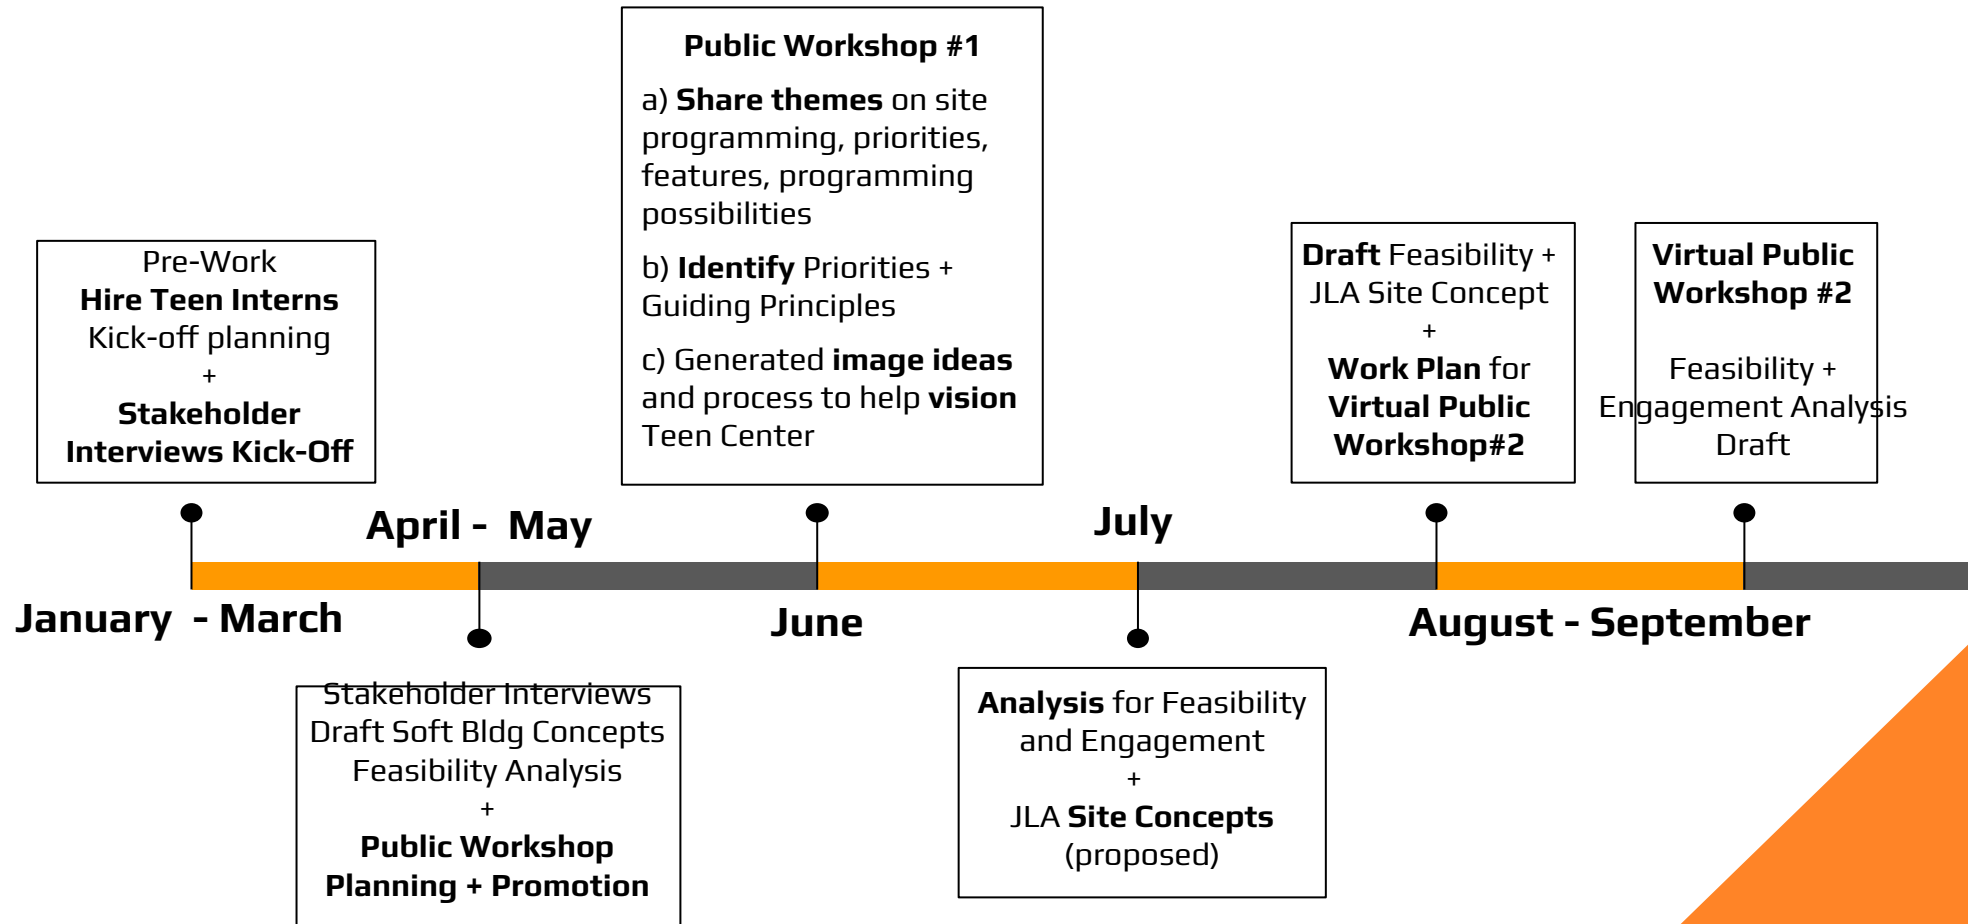 Pre-Work
Hire Teen Interns
Kick-off planning
+
Stakeholder
Interviews Kick-Off
January - March
April - May
Stakeholder Interviews
Draft Soft Bldg Concepts
Feasibility Analysis
+
Public Workshop
Planning + Promotion
Public Workshop #1
a) Share themes on site
programming, priorities,
features, programming
possibilities
b) Identify Priorities +
Guiding Principles
c) Generated image ideas
and process to help vision
Teen Center
June
July
Analysis for Feasibility
and Engagement
+
JLA Site Concepts
(proposed)
Draft Feasibility +
JLA Site Concept
+
Work Plan for
Virtual Public
Workshop#2
August - September
Virtual Public
Workshop #2
Feasibility +
Engagement Analysis
Draft